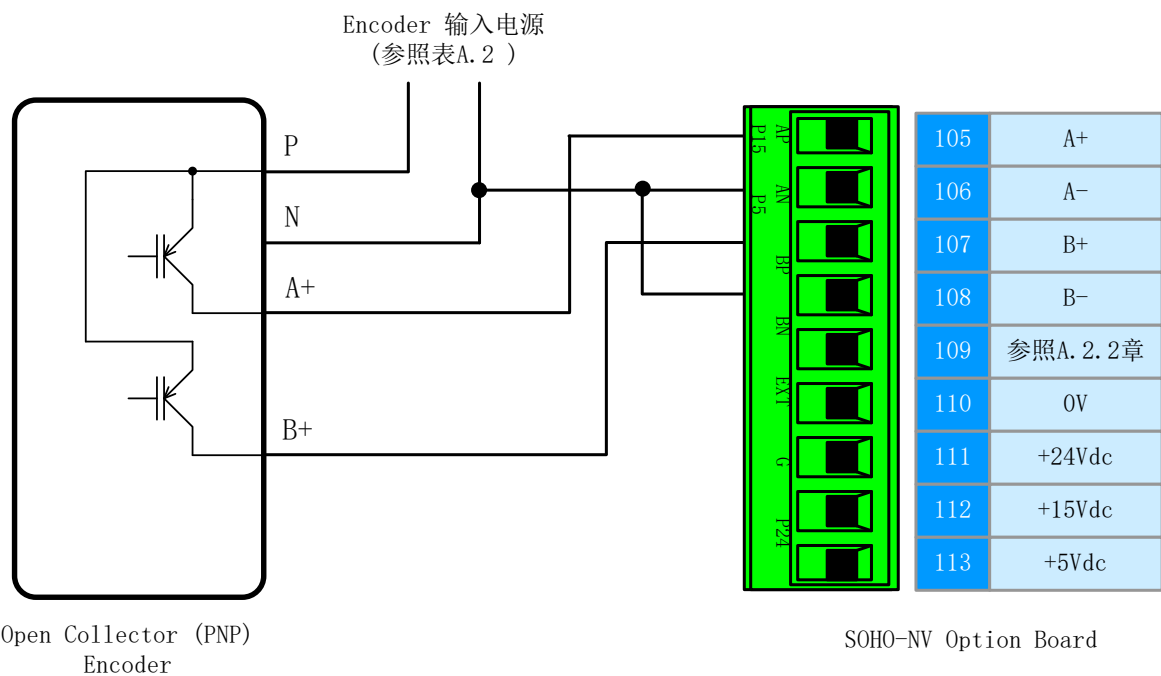 Encoder 输入电源
(参照表A.2 )
P
N
A+
B+
P15
P5
AP
AN
BP
BN
EXT
G
P24
105 A+
106 A-
107 B+
108 B-
109 参照A.2.2章
110 0V
111 +24Vdc
112 +15Vdc
113 +5Vdc
Open Collector (PNP)
Encoder
SOHO-NV Option Board